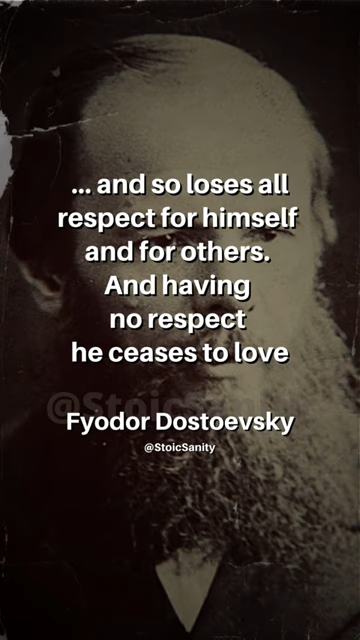 ... and so loses all
respect for himself
and for others.
And having
no respect
he ceases to love
@StoicSanity
Fyodor Dostoevsky
@StoicSanity